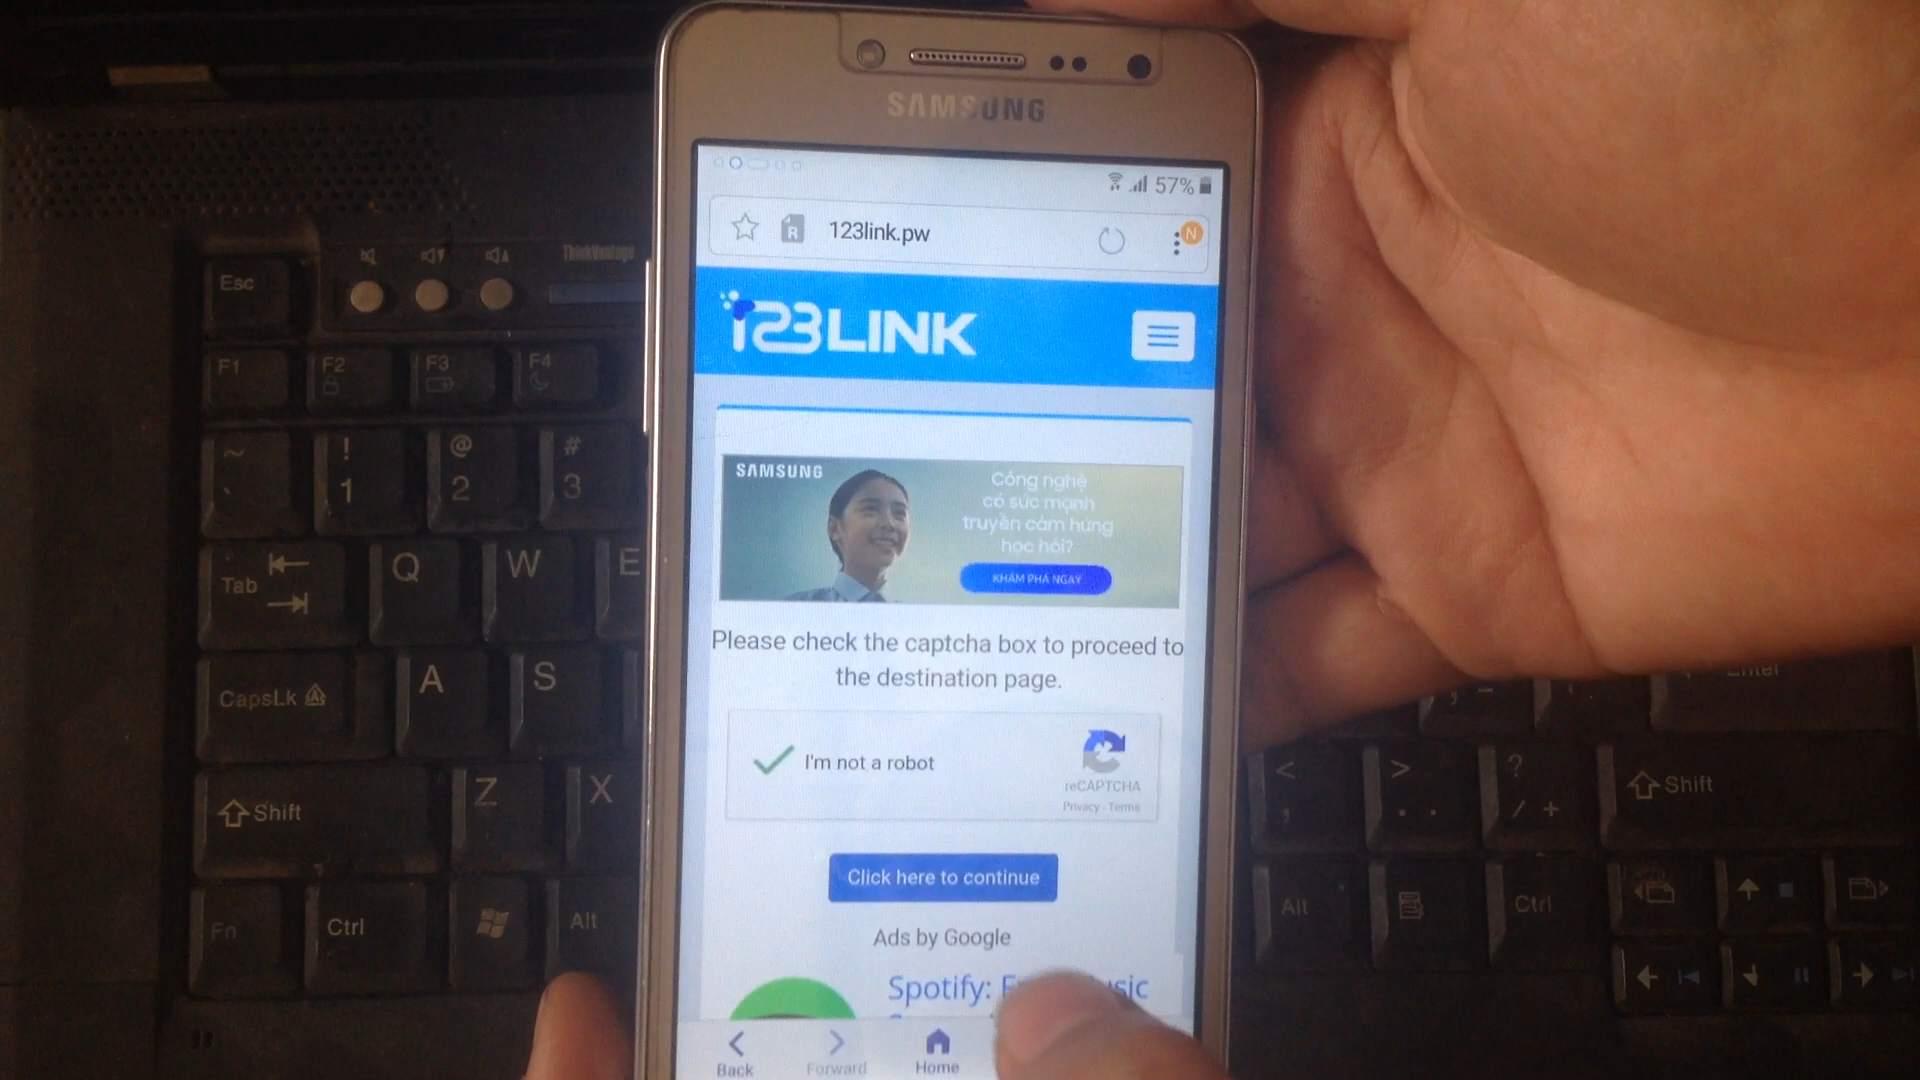 SAMSUNG
57%
R
123link.pw
N
123LINK
SAMSUNG
Công nghệ
có sức mạnh
truyền cảm hứng
học hỏi?
KHÁM PHÁ NGAY
Please check the captcha box to proceed to
the destination page.
I'm not a robot
reCAPTCHA
Privacy - Terms
Click here to continue
Ads by Google
Spotify:
Back
Forward
Home
ThinkVantage
Esc
F1
F2
F3
F4
~
`
!
1
@
2
#
3
Tab
Q
W
E
CapsLk
A
S
Enter
Shift
Z
X
<
,
>
.
?
/ +
Shift
Fn
Ctrl
Alt
Alt
Ctrl